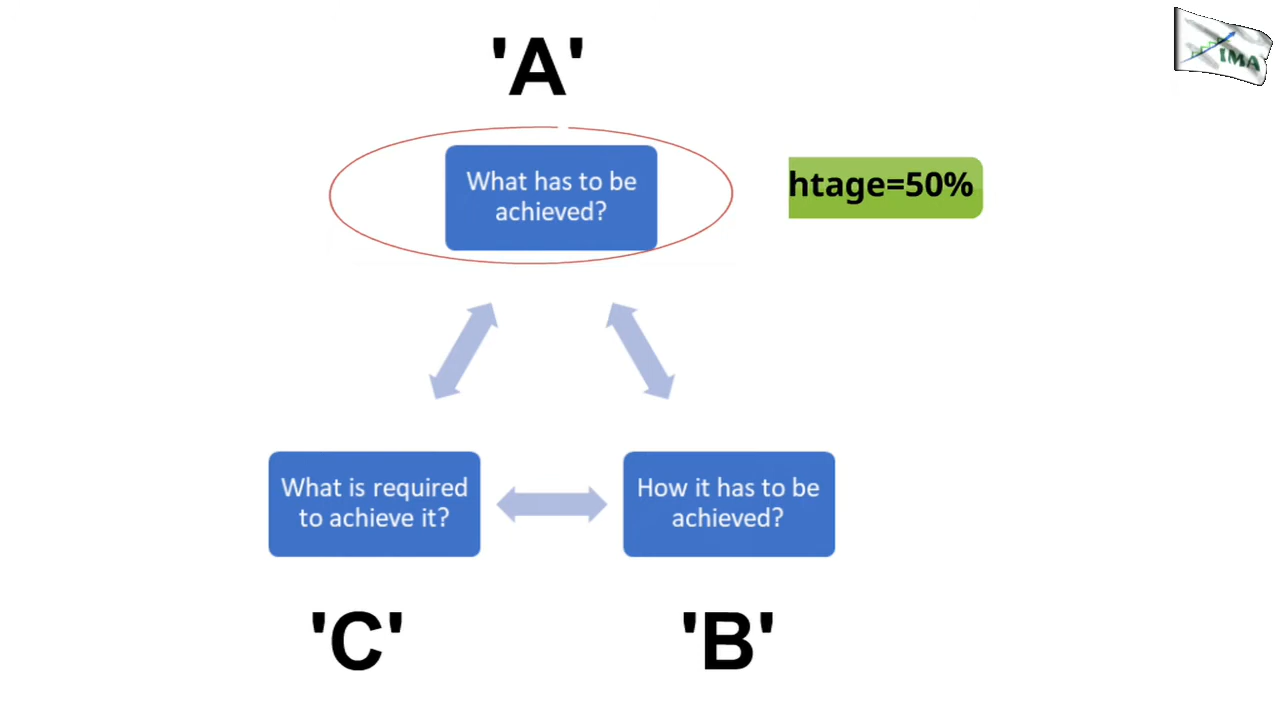 'A'
IMA
What has to be
achieved?
htage=50%
What is required
to achieve it?
How it has to be
achieved?
'C'
'B'